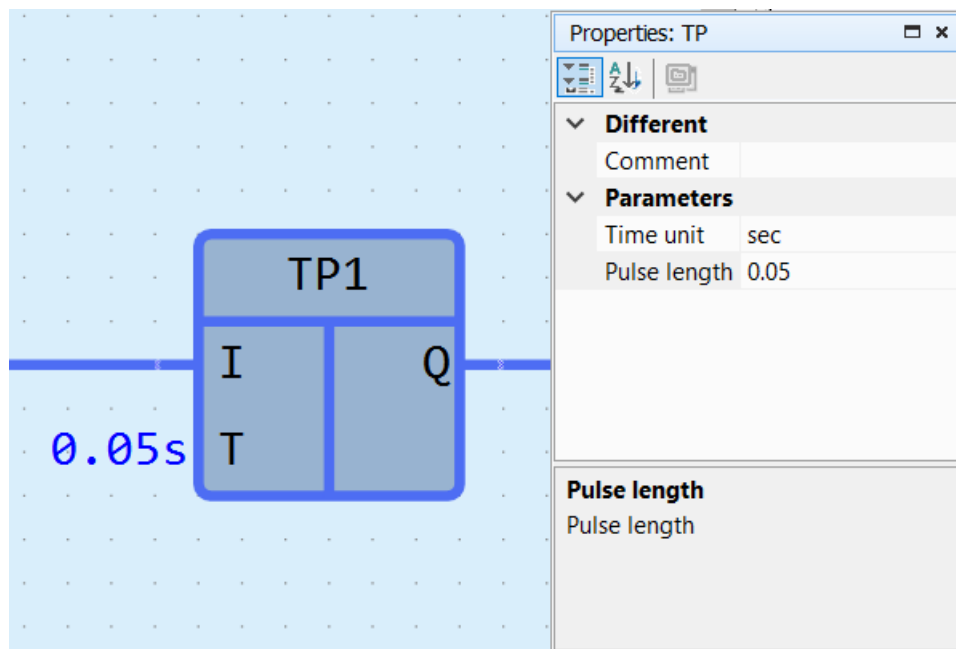 TP1
I
Q
0.05s
T
Properties: TP
Different
Comment
Parameters
Time unit sec
Pulse length 0.05
Pulse length
Pulse length